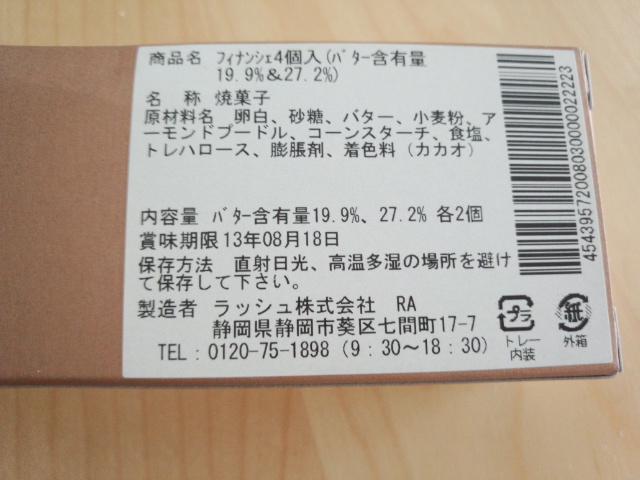 商品名 ﾌｨﾅﾝｼｪ4個入(ﾊﾞﾀｰ含有量
19.9%&27.2%)
名 称 焼菓子
原材料名 卵白、砂糖、バター、小麦粉、ア
ーモンドプードル、コーンスターチ、食塩、
トレハロース、膨脹剤、着色料(カカオ)
内容量 ﾊﾞﾀｰ含有量19.9%、27.2% 各2個
賞味期限13年08月18日
保存方法 直射日光、高温多湿の場所を避け
て保存して下さい。
製造者 ラッシュ株式会社 RA
静岡県静岡市葵区七間町17-7
TEL:0120-75-1898(9:30~18:30)
プラ
トレー
内装
紙
外箱
4543957200803000002223